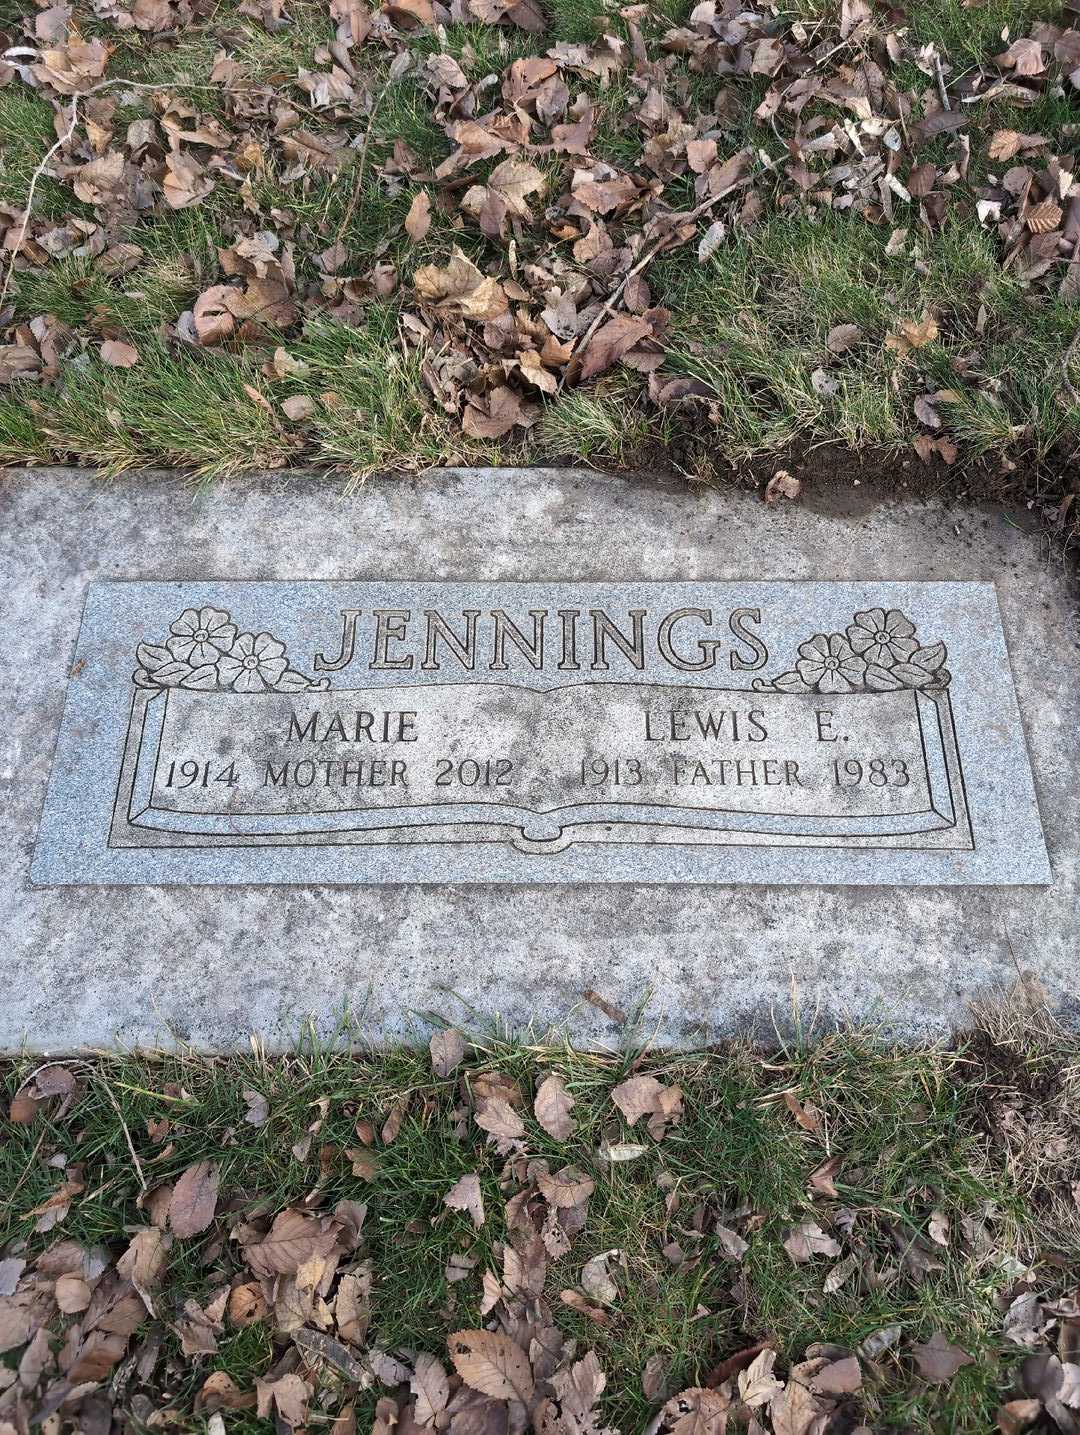 JENNINGS
MARIE
1914 MOTHER 2012
LEWIS E.
1913 FATHER 1983